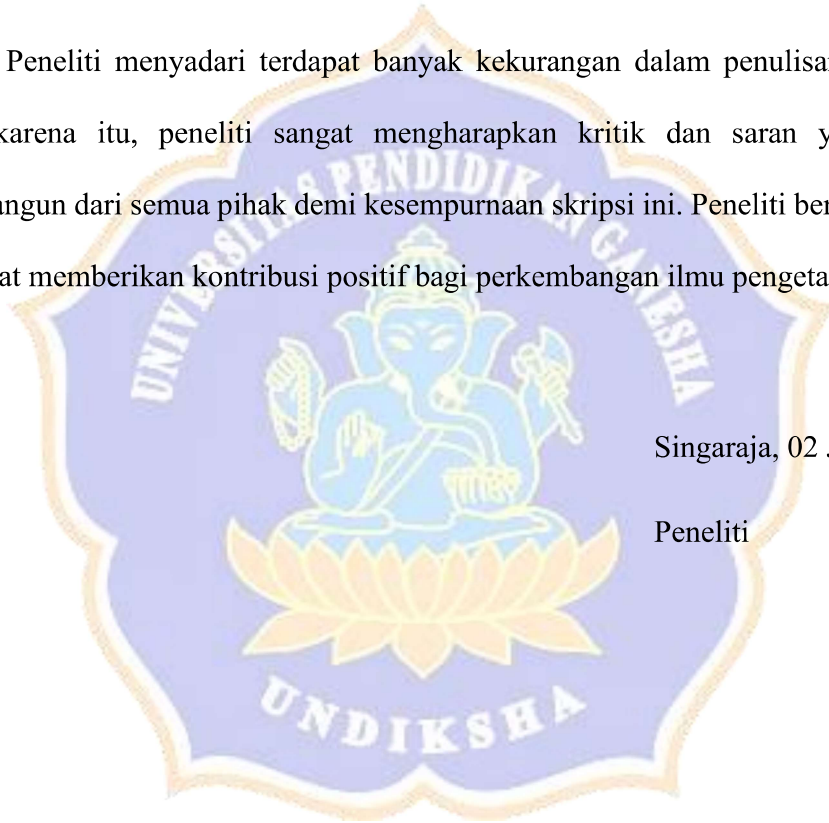 Peneliti menyadari terdapat banyak kekurangan dalam penulisan
karena itu, peneliti sangat mengharapkan kritik dan saran y
angun dari semua pihak demi kesempurnaan skripsi ini. Peneliti ber
at memberikan kontribusi positif bagi perkembangan ilmu pengeta
UNIVERSITAS PENDIDIKAN GANESHA
Singaraja, 02
Peneliti
UNDIKSHA